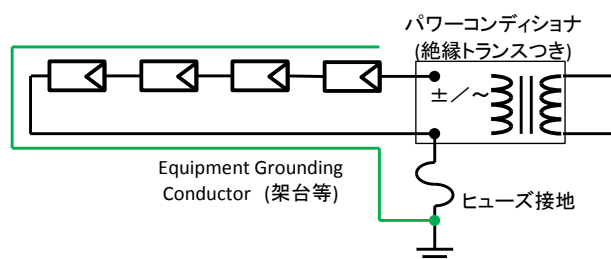 パワーコンディショナ
(絶縁トランスつき)
±／~
Equipment Grounding
Conductor (架台等)
ヒューズ接地